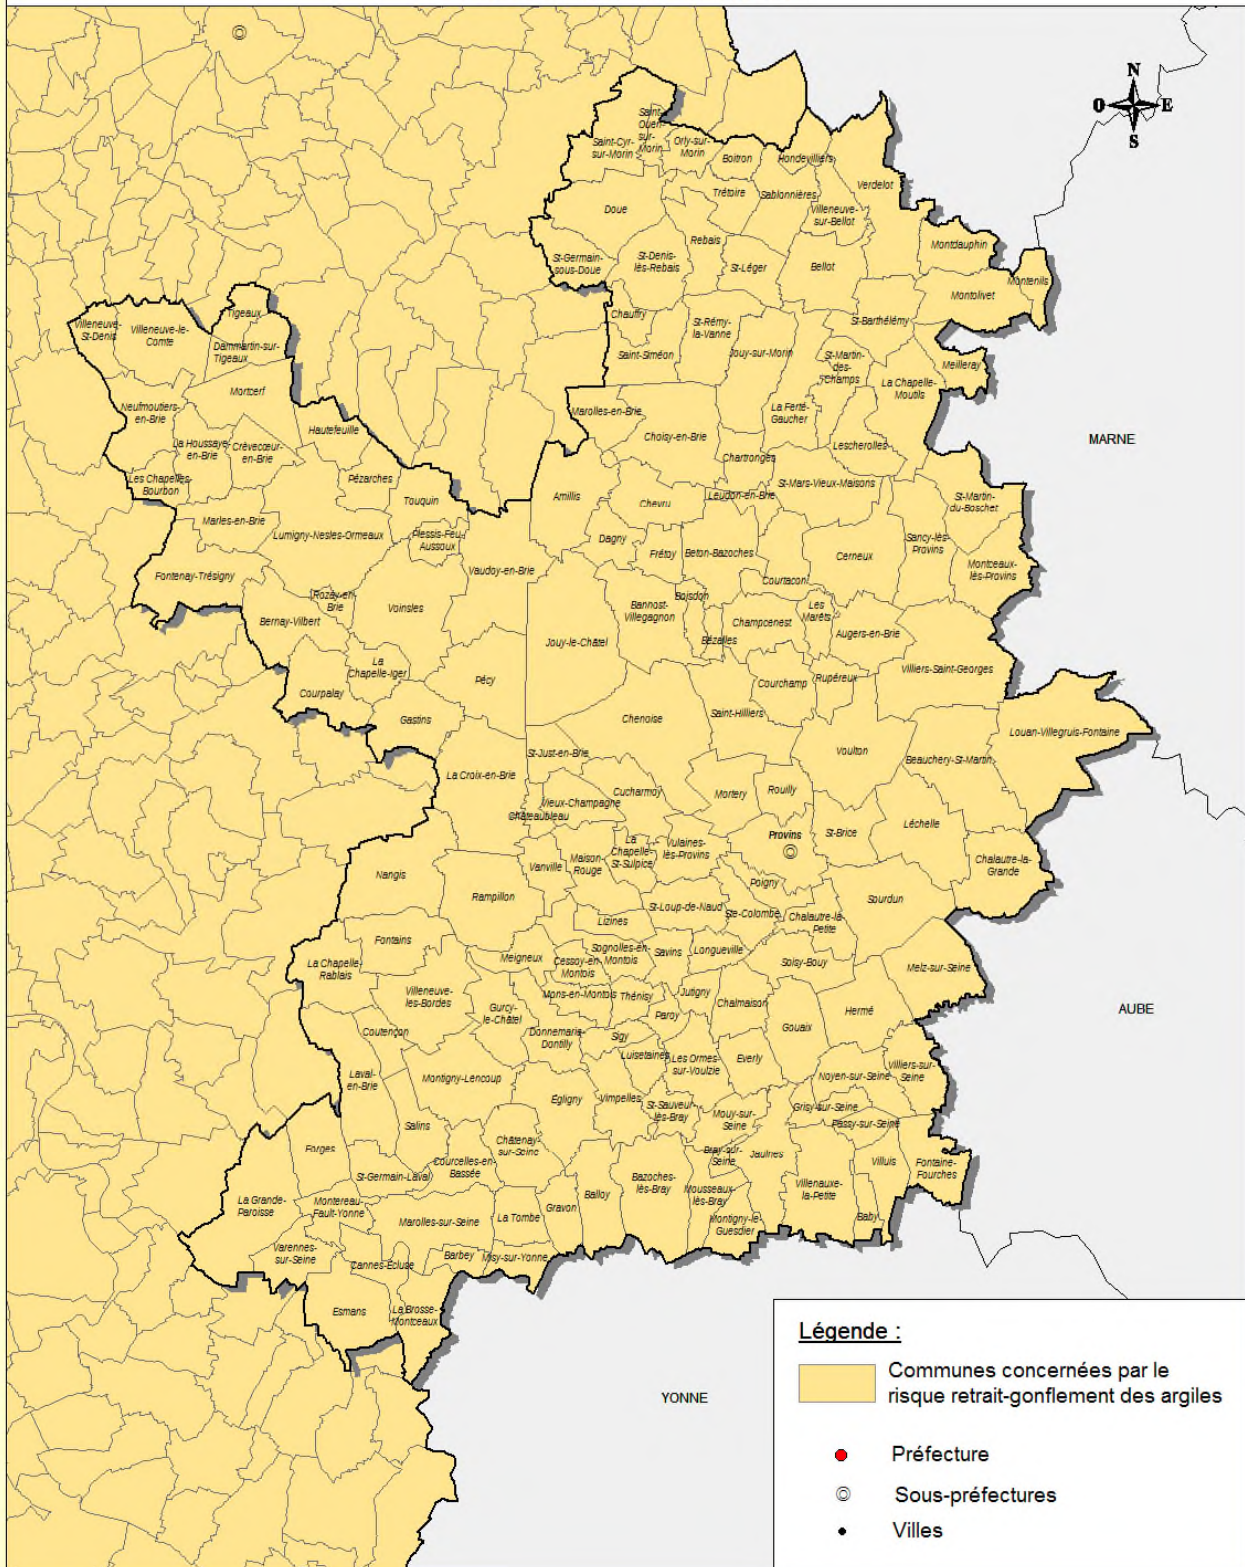 N
O
E
S
Saint-
Ouen-
sur-
Morin
Saint-Cyr-
sur-Morin
Orly-sur-
Morin
Boitron
Hondevilliers
Verdelot
Trétoire
Sablonnières
Villeneuve-
sur-Bellot
Doue
Rebais
Montdauphin
St-Germain-
sous-Doue
St-Denis-
lès-Rebais
St-Léger
Bellot
Montenils
Montolivet
Tigeaux
Villeneuve-
St-Denis
Villeneuve-le-
Comte
Chauffry
St-Rémy-
la-Vanne
St-Barthélémy
Dammartin-sur-
Tigeaux
Saint-Siméon
Jouy-sur-Morin
St-Martin-
des-
Champs
Meilleray
La Chapelle-
Moutils
Mortcerf
Neufmoutiers-
en-Brie
Marolles-en-Brie
La Ferté-
Gaucher
Hautefeuille
Choisy-en-Brie
MARNE
La Houssaye-
en-Brie
Crèvecœur-
en-Brie
Lescherolles
Chartronges
Les Chapelles-
Bourbon
Pézarches
St-Mars-Vieux-Maisons
Touquin
Amillis
Chevru
Leudon-en-Brie
St-Martin-
du-Boschet
Marles-en-Brie
Lumigny-Nesles-Ormeaux
Plessis-Feu-
Aussoux
Dagny
Frétoy
Beton-Bazoches
Cerneux
Sancy-lès-
Provins
Montceaux-
lès-Provins
Fontenay-Trésigny
Vaudoy-en-Brie
Courtacon
Rozay-en-
Brie
Voinsles
Boisdon
Bannost-
Villegagnon
Bernay-Vilbert
Champcenest
Les
Marêts
Augers-en-Brie
Jouy-le-Châtel
Bézalles
La
Chapelle-Iger
Villiers-Saint-Georges
Courpalay
Pécy
Courchamp
Rupéreux
Gastins
Chenoise
Saint-Hilliers
Louan-Villegruis-Fontaine
St-Just-en-Brie
Voulton
Beauchery-St-Martin
La Croix-en-Brie
Cucharmoy
Mortery
Rouilly
Vieux-Champagne
Châteaubleau
Léchelle
Provins
St-Brice
La
Chapelle-
St-Sulpice
Vulaines-
lès-Provins
Vanville
Maison-
Rouge
Chalautre-la-
Grande
Nangis
Poigny
Rampillon
Sourdun
St-Loup-de-Naud
Ste-Colombe
Chalautre-la-
Petite
Lizines
Fontains
Sognolles-en-
Montois
Savins
Longueville
Meigneux
Cessoy-en-
Montois
Soisy-Bouy
Melz-sur-Seine
La Chapelle-
Rablais
Villeneuve-
les-Bordes
Mons-en-Montois
Thénisy
Jutigny
Chalmaison
Gurcy-
le-Châtel
Paroy
Hermé
AUBE
Coutençon
Donnemarie-
Dontilly
Sigy
Gouaix
Luisetaines
Les Ormes-
sur-Voulzie
Everly
Laval-
en-Brie
Villiers-sur-
Seine
Montigny-Lencoup
Noyen-sur-Seine
Égligny
Vimpelles
St-Sauveur-
lès-Bray
Mouy-sur-
Seine
Grisy-sur-Seine
Passy-sur-Seine
Salins
Châtenay-
sur-Seine
Forges
Bray-sur-
Seine
Jaulnes
Villuis
Fontaine-
Fourches
St-Germain-Laval
Courcelles-en-
Bassée
Bazoches-
lès-Bray
Villenauxe-
la-Petite
La Grande-
Paroisse
Montereau-
Fault-Yonne
Balloy
Mousseaux-
lès-Bray
Gravon
Marolles-sur-Seine
La Tombe
Montigny-le-
Guesdier
Baby
Varennes-
sur-Seine
Cannes-Écluse
Barbey
Misy-sur-Yonne
Esmans
La Brosse-
Montceaux
YONNE
Légende :
Communes concernées par le
risque retrait-gonflement des argiles
Préfecture
Sous-préfectures
Villes